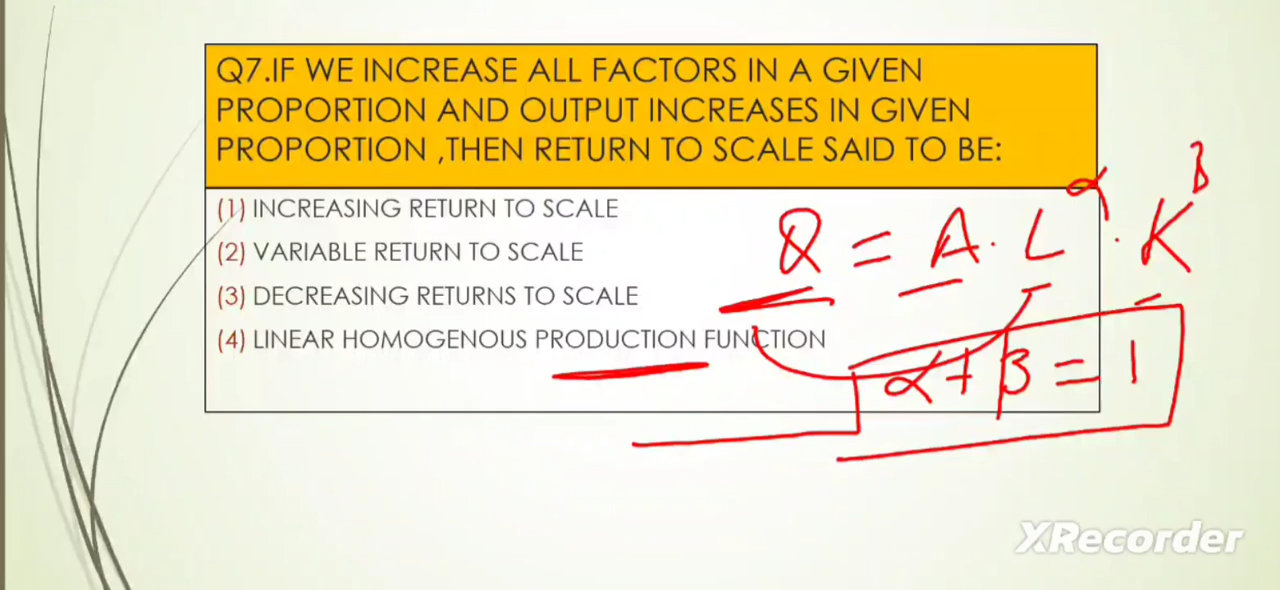 Q7.IF WE INCREASE ALL FACTORS IN A GIVEN
PROPORTION AND OUTPUT INCREASES IN GIVEN
PROPORTION ,THEN RETURN TO SCALE SAID TO BE:
(1) INCREASING RETURN TO SCALE
(2) VARIABLE RETURN TO SCALE
(3) DECREASING RETURNS TO SCALE
(4) LINEAR HOMOGENOUS PRODUCTION FUNCTION
Q = A . L^α . K^β
α + β = 1
XRecorder